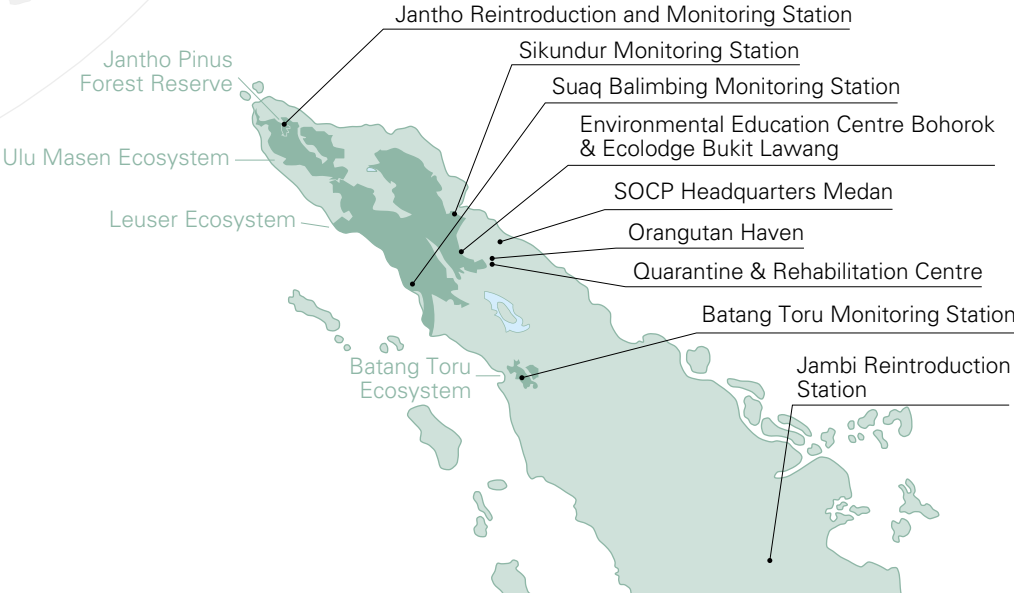 Jantho Reintroduction and Monitoring Station
Sikundur Monitoring Station
Jantho Pinus
Forest Reserve
Suaq Balimbing Monitoring Station
Environmental Education Centre Bohorok
& Ecolodge Bukit Lawang
Ulu Masen Ecosystem
SOCP Headquarters Medan
Leuser Ecosystem
Orangutan Haven
Quarantine & Rehabilitation Centre
Batang Toru Monitoring Station
Batang Toru
Ecosystem
Jambi Reintroduction
Station